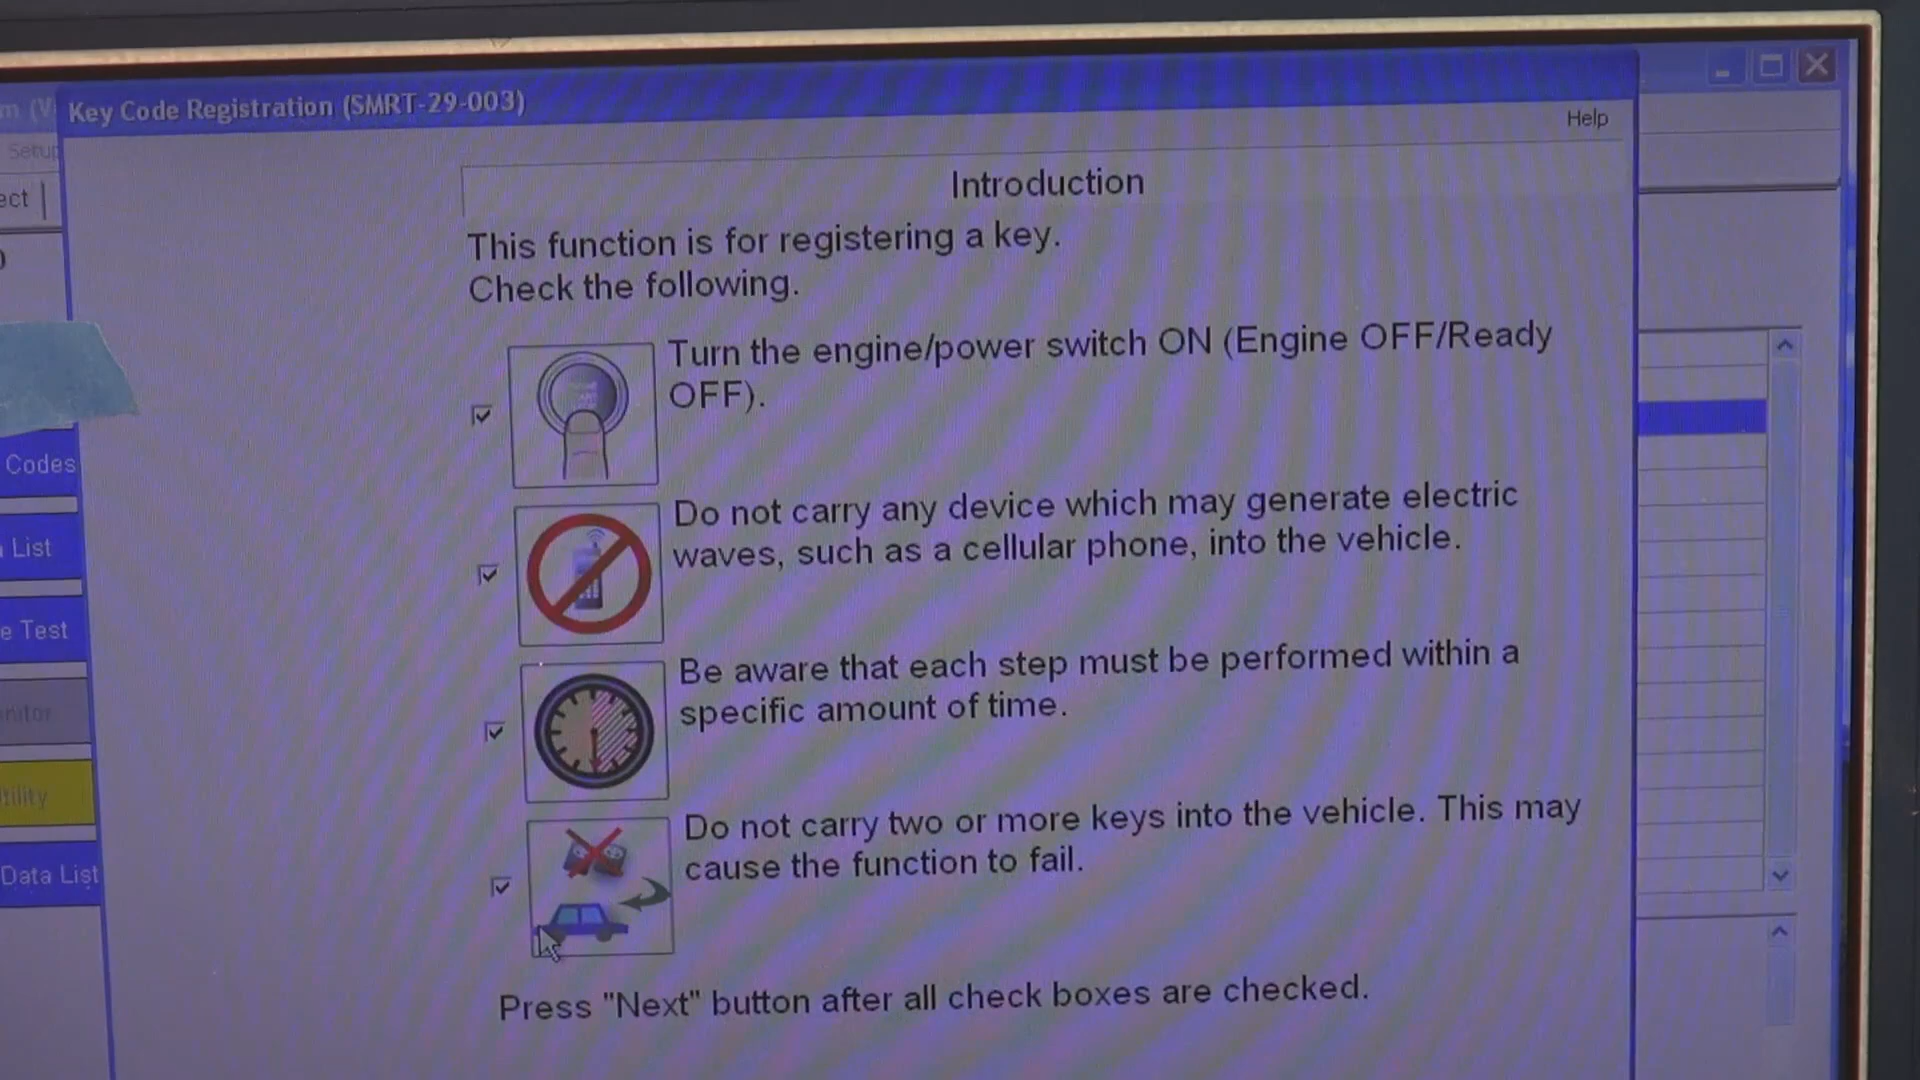 Key Code Registration (SMRT-29-003)
Help
Setup
ect
Introduction
This function is for registering a key.
Check the following.
Turn the engine/power switch ON (Engine OFF/Ready
OFF).
Do not carry any device which may generate electric
waves, such as a cellular phone, into the vehicle.
Be aware that each step must be performed within a
specific amount of time.
Do not carry two or more keys into the vehicle. This may
cause the function to fail.
Press "Next" button after all check boxes are checked.
Codes
List
e Test
nitor
tility
Data List